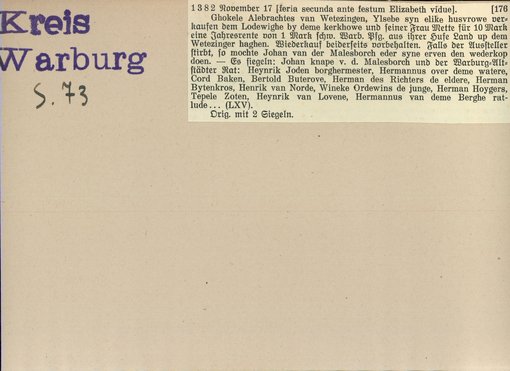 Kreis
Warburg
S. 73
1382 November 17 [feria secunda ante festum Elizabeth vidue]. [176
Ghokele Alebrachtes van Wetezingen, Ylsebe syn elike husvrowe ver-
kaufen dem Lodewighe by deme kerkhowe und seiner Frau Mette für 10 Mark
eine Jahresrente von 1 Mark schw. Warb. Pfg. aus ihrer Hufe Land up dem
Wetezinger haghen. Wiederkauf beiderseits vorbehalten. Falls der Aussteller
stirbt, so mochte Johan van der Malesborch eder syne erven den wederkop
doen. — Es siegeln: Johan knape v. d. Malesborch und der Warburg-Alt-
städter Rat: Heynrik Joden borghermester, Hermannus over deme watere,
Cord Baken, Bertold Buterove, Herman des Richters de eldere, Herman
Bytenkros, Henrik van Norde, Wineke Ordewins de junge, Herman Hoygers,
Tepele Zoten, Heynrik van Lovene, Hermannus van deme Berghe rat-
lude... (LXV).
Orig. mit 2 Siegeln.